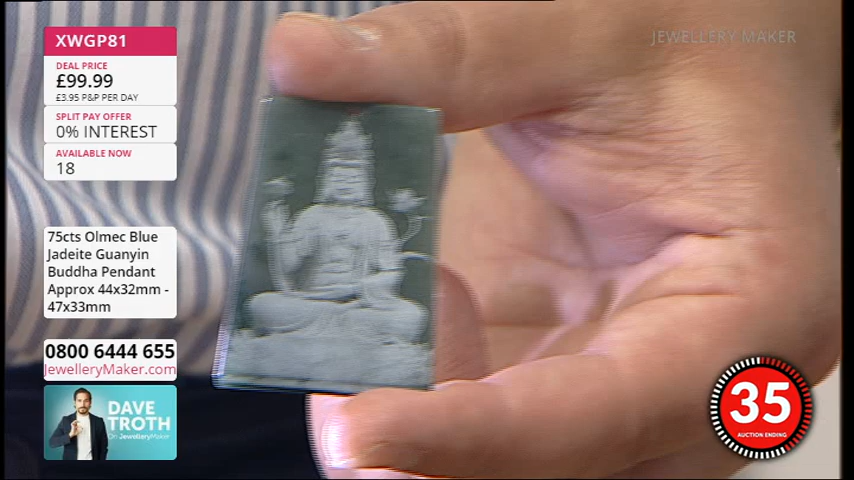 XWGP81
JEWELLERY MAKER
DEAL PRICE
£99.99
£3.95 P&P PER DAY
SPLIT PAY OFFER
0% INTEREST
AVAILABLE NOW
18
75cts Olmec Blue
Jadeite Guanyin
Buddha Pendant
Approx 44x32mm -
47x33mm
0800 6444 655
JewelleryMaker.com
DAVE
TROTH
On JewelleryMaker
35
AUCTION ENDING